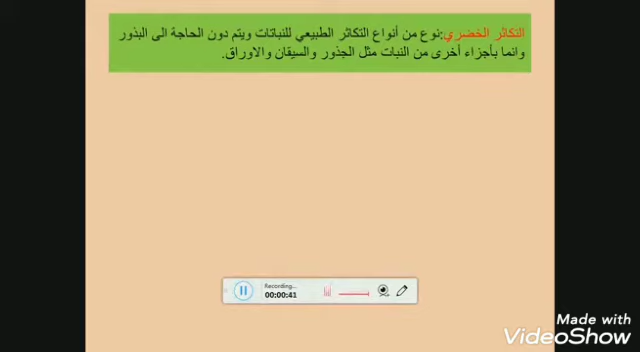 التكاثر الخضري:نوع من أنواع التكاثر الطبيعي للنباتات ويتم دون الحاجة الى البذور
وانما بأجزاء أخرى من النبات مثل الجذور والسيقان والاوراق.
Recording...
00:00:41
Made with
VideoShow